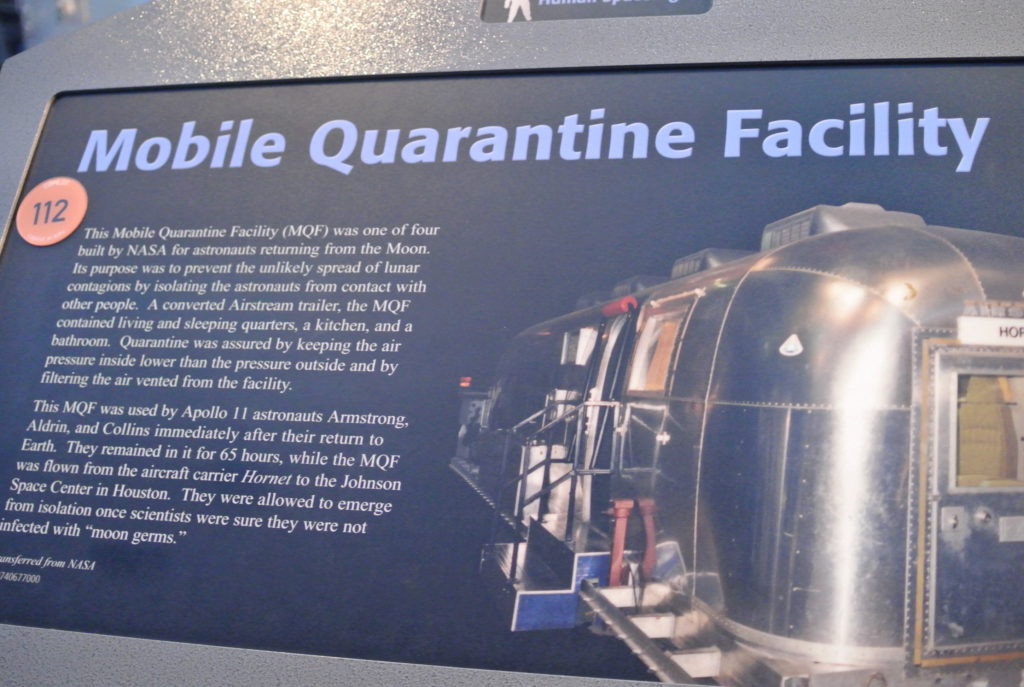 Mobile Quarantine Facility
112
This Mobile Quarantine Facility (MQF) was one of four
built by NASA for astronauts returning from the Moon.
Its purpose was to prevent the unlikely spread of lunar
contagions by isolating the astronauts from contact with
other people. A converted Airstream trailer, the MQF
contained living and sleeping quarters, a kitchen, and a
bathroom. Quarantine was assured by keeping the air
pressure inside lower than the pressure outside and by
filtering the air vented from the facility.
This MQF was used by Apollo 11 astronauts Armstrong,
Aldrin, and Collins immediately after their return to
Earth. They remained in it for 65 hours, while the MQF
was flown from the aircraft carrier Hornet to the Johnson
Space Center in Houston. They were allowed to emerge
from isolation once scientists were sure they were not
infected with “moon germs.”
ansferred from NASA
740677000
HOR